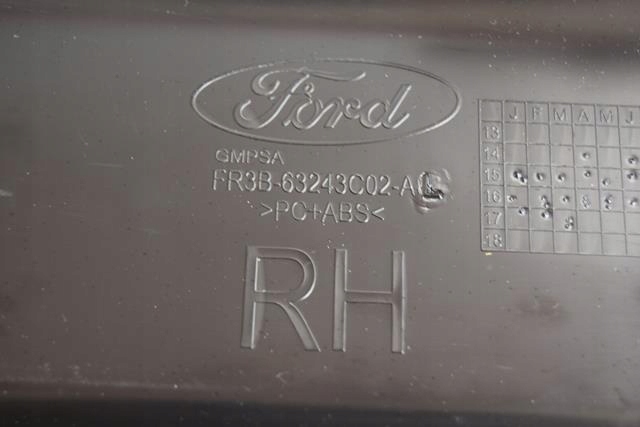 Ford
GMPSA
FR3B-63243C02-A
>PC+ABS<
RH
J F M A M J
13
14
15
16
17
18